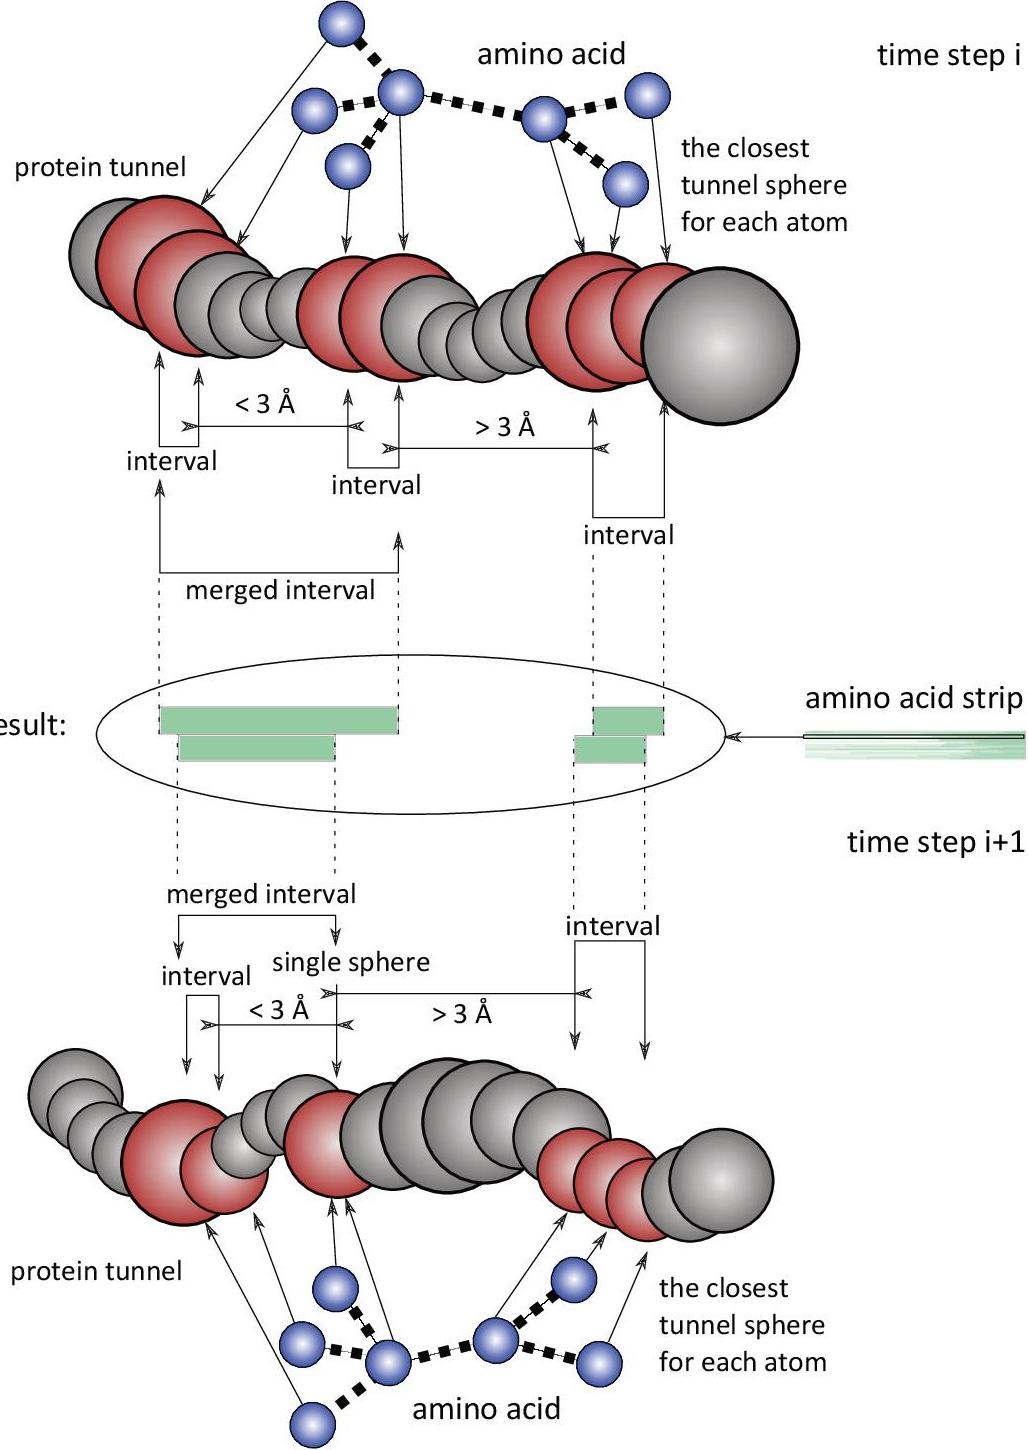 amino acid
time step i
protein tunnel
the closest
tunnel sphere
for each atom
< 3 Å
> 3 Å
interval
interval
interval
merged interval
esult:
amino acid strip
time step i+1
merged interval
interval
single sphere
interval
< 3 Å
> 3 Å
protein tunnel
the closest
tunnel sphere
for each atom
amino acid